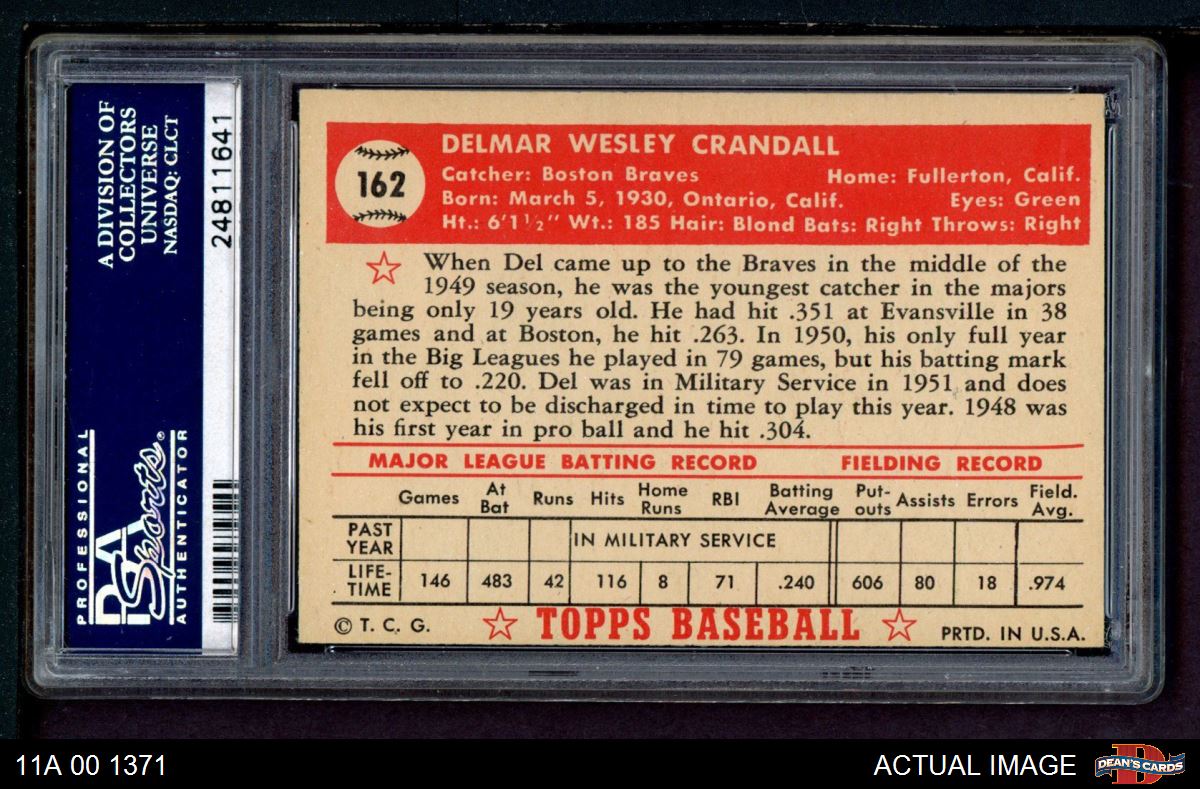 A DIVISION OF
COLLECTORS
UNIVERSE
NASDAQ: CLCT
24811641
PROFESSIONAL
PSA
Sports®
AUTHENTICATOR
162
DELMAR WESLEY CRANDALL
Catcher: Boston Braves Home: Fullerton, Calif.
Born: March 5, 1930, Ontario, Calif. Eyes: Green
Ht.: 6'1½" Wt.: 185 Hair: Blond Bats: Right Throws: Right
When Del came up to the Braves in the middle of the
1949 season, he was the youngest catcher in the majors
being only 19 years old. He had hit .351 at Evansville in 38
games and at Boston, he hit .263. In 1950, his only full year
in the Big Leagues he played in 79 games, but his batting mark
fell off to .220. Del was in Military Service in 1951 and does
not expect to be discharged in time to play this year. 1948 was
his first year in pro ball and he hit .304.
MAJOR LEAGUE BATTING RECORD FIELDING RECORD
Games At Bat Runs Hits Home Runs RBI Batting Average Put-outs Assists Errors Field. Avg.
PAST YEAR IN MILITARY SERVICE
LIFE-TIME 146 483 42 116 8 71 .240 606 80 18 .974
© T. C. G. TOPPS BASEBALL PRTD. IN U.S.A.
11A 00 1371 ACTUAL IMAGE DEAN'S CARDS